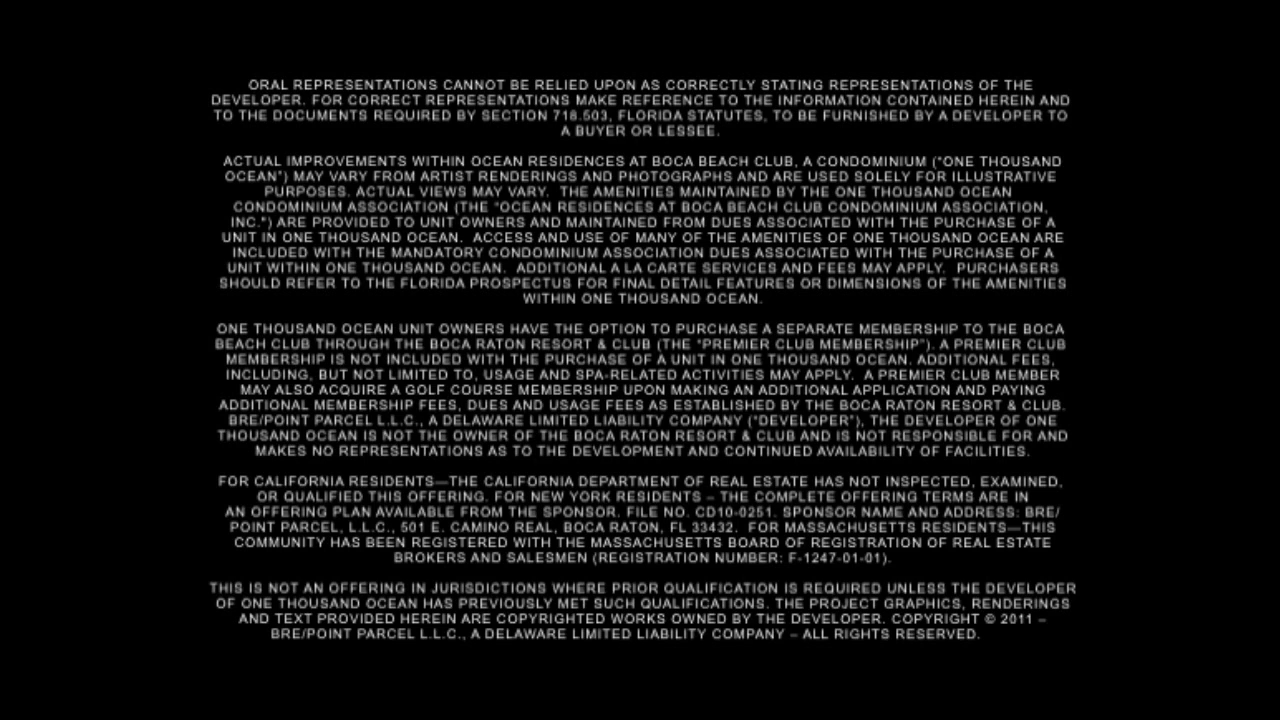 ORAL REPRESENTATIONS CANNOT BE RELIED UPON AS CORRECTLY STATING REPRESENTATIONS OF THE
DEVELOPER. FOR CORRECT REPRESENTATIONS MAKE REFERENCE TO THE INFORMATION CONTAINED HEREIN AND
TO THE DOCUMENTS REQUIRED BY SECTION 718.503, FLORIDA STATUTES, TO BE FURNISHED BY A DEVELOPER TO
A BUYER OR LESSEE.
ACTUAL IMPROVEMENTS WITHIN OCEAN RESIDENCES AT BOCA BEACH CLUB, A CONDOMINIUM ("ONE THOUSAND
OCEAN") MAY VARY FROM ARTIST RENDERINGS AND PHOTOGRAPHS AND ARE USED SOLELY FOR ILLUSTRATIVE
PURPOSES. ACTUAL VIEWS MAY VARY. THE AMENITIES MAINTAINED BY THE ONE THOUSAND OCEAN
CONDOMINIUM ASSOCIATION (THE "OCEAN RESIDENCES AT BOCA BEACH CLUB CONDOMINIUM ASSOCIATION,
INC.") ARE PROVIDED TO UNIT OWNERS AND MAINTAINED FROM DUES ASSOCIATED WITH THE PURCHASE OF A
UNIT IN ONE THOUSAND OCEAN. ACCESS AND USE OF MANY OF THE AMENITIES OF ONE THOUSAND OCEAN ARE
INCLUDED WITH THE MANDATORY CONDOMINIUM ASSOCIATION DUES ASSOCIATED WITH THE PURCHASE OF A
UNIT WITHIN ONE THOUSAND OCEAN. ADDITIONAL A LA CARTE SERVICES AND FEES MAY APPLY. PURCHASERS
SHOULD REFER TO THE FLORIDA PROSPECTUS FOR FINAL DETAIL FEATURES OR DIMENSIONS OF THE AMENITIES
WITHIN ONE THOUSAND OCEAN.
ONE THOUSAND OCEAN UNIT OWNERS HAVE THE OPTION TO PURCHASE A SEPARATE MEMBERSHIP TO THE BOCA
BEACH CLUB THROUGH THE BOCA RATON RESORT & CLUB (THE "PREMIER CLUB MEMBERSHIP"). A PREMIER CLUB
MEMBERSHIP IS NOT INCLUDED WITH THE PURCHASE OF A UNIT IN ONE THOUSAND OCEAN. ADDITIONAL FEES,
INCLUDING, BUT NOT LIMITED TO, USAGE AND SPA-RELATED ACTIVITIES MAY APPLY. A PREMIER CLUB MEMBER
MAY ALSO ACQUIRE A GOLF COURSE MEMBERSHIP UPON MAKING AN ADDITIONAL APPLICATION AND PAYING
ADDITIONAL MEMBERSHIP FEES, DUES AND USAGE FEES AS ESTABLISHED BY THE BOCA RATON RESORT & CLUB.
BRE/POINT PARCEL L.L.C., A DELAWARE LIMITED LIABILITY COMPANY ("DEVELOPER"), THE DEVELOPER OF ONE
THOUSAND OCEAN IS NOT THE OWNER OF THE BOCA RATON RESORT & CLUB AND IS NOT RESPONSIBLE FOR AND
MAKES NO REPRESENTATIONS AS TO THE DEVELOPMENT AND CONTINUED AVAILABILITY OF FACILITIES.
FOR CALIFORNIA RESIDENTS—THE CALIFORNIA DEPARTMENT OF REAL ESTATE HAS NOT INSPECTED, EXAMINED,
OR QUALIFIED THIS OFFERING. FOR NEW YORK RESIDENTS – THE COMPLETE OFFERING TERMS ARE IN
AN OFFERING PLAN AVAILABLE FROM THE SPONSOR. FILE NO. CD10-0251. SPONSOR NAME AND ADDRESS: BRE/
POINT PARCEL, L.L.C., 501 E. CAMINO REAL, BOCA RATON, FL 33432. FOR MASSACHUSETTS RESIDENTS—THIS
COMMUNITY HAS BEEN REGISTERED WITH THE MASSACHUSETTS BOARD OF REGISTRATION OF REAL ESTATE
BROKERS AND SALESMEN (REGISTRATION NUMBER: F-1247-01-01).
THIS IS NOT AN OFFERING IN JURISDICTIONS WHERE PRIOR QUALIFICATION IS REQUIRED UNLESS THE DEVELOPER
OF ONE THOUSAND OCEAN HAS PREVIOUSLY MET SUCH QUALIFICATIONS. THE PROJECT GRAPHICS, RENDERINGS
AND TEXT PROVIDED HEREIN ARE COPYRIGHTED WORKS OWNED BY THE DEVELOPER. COPYRIGHT © 2011 –
BRE/POINT PARCEL L.L.C., A DELAWARE LIMITED LIABILITY COMPANY – ALL RIGHTS RESERVED.